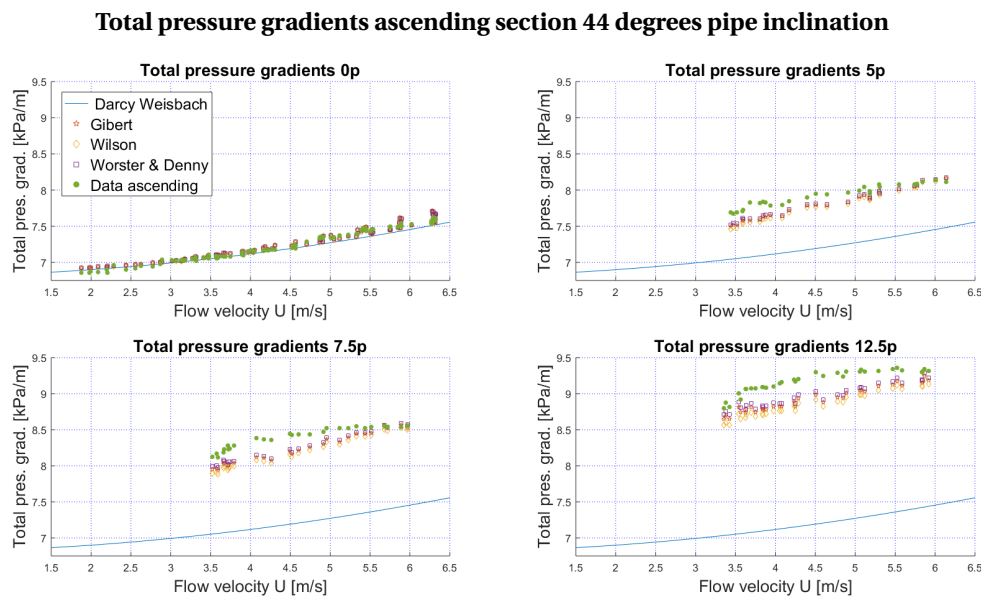 Total pressure gradients ascending section 44 degrees pipe inclination
Total pressure gradients 0p
9.5
9
8.5
8
7.5
7
Total pres. grad. [kPa/m]
Darcy Weisbach
Gibert
Wilson
Worster & Denny
Data ascending
1.5 2 2.5 3 3.5 4 4.5 5 5.5 6 6.5
Flow velocity U [m/s]
Total pressure gradients 5p
9.5
9
8.5
8
7.5
7
Total pres. grad. [kPa/m]
1.5 2 2.5 3 3.5 4 4.5 5 5.5 6 6.5
Flow velocity U [m/s]
Total pressure gradients 7.5p
9.5
9
8.5
8
7.5
7
Total pres. grad. [kPa/m]
1.5 2 2.5 3 3.5 4 4.5 5 5.5 6 6.5
Flow velocity U [m/s]
Total pressure gradients 12.5p
9.5
9
8.5
8
7.5
7
Total pres. grad. [kPa/m]
1.5 2 2.5 3 3.5 4 4.5 5 5.5 6 6.5
Flow velocity U [m/s]